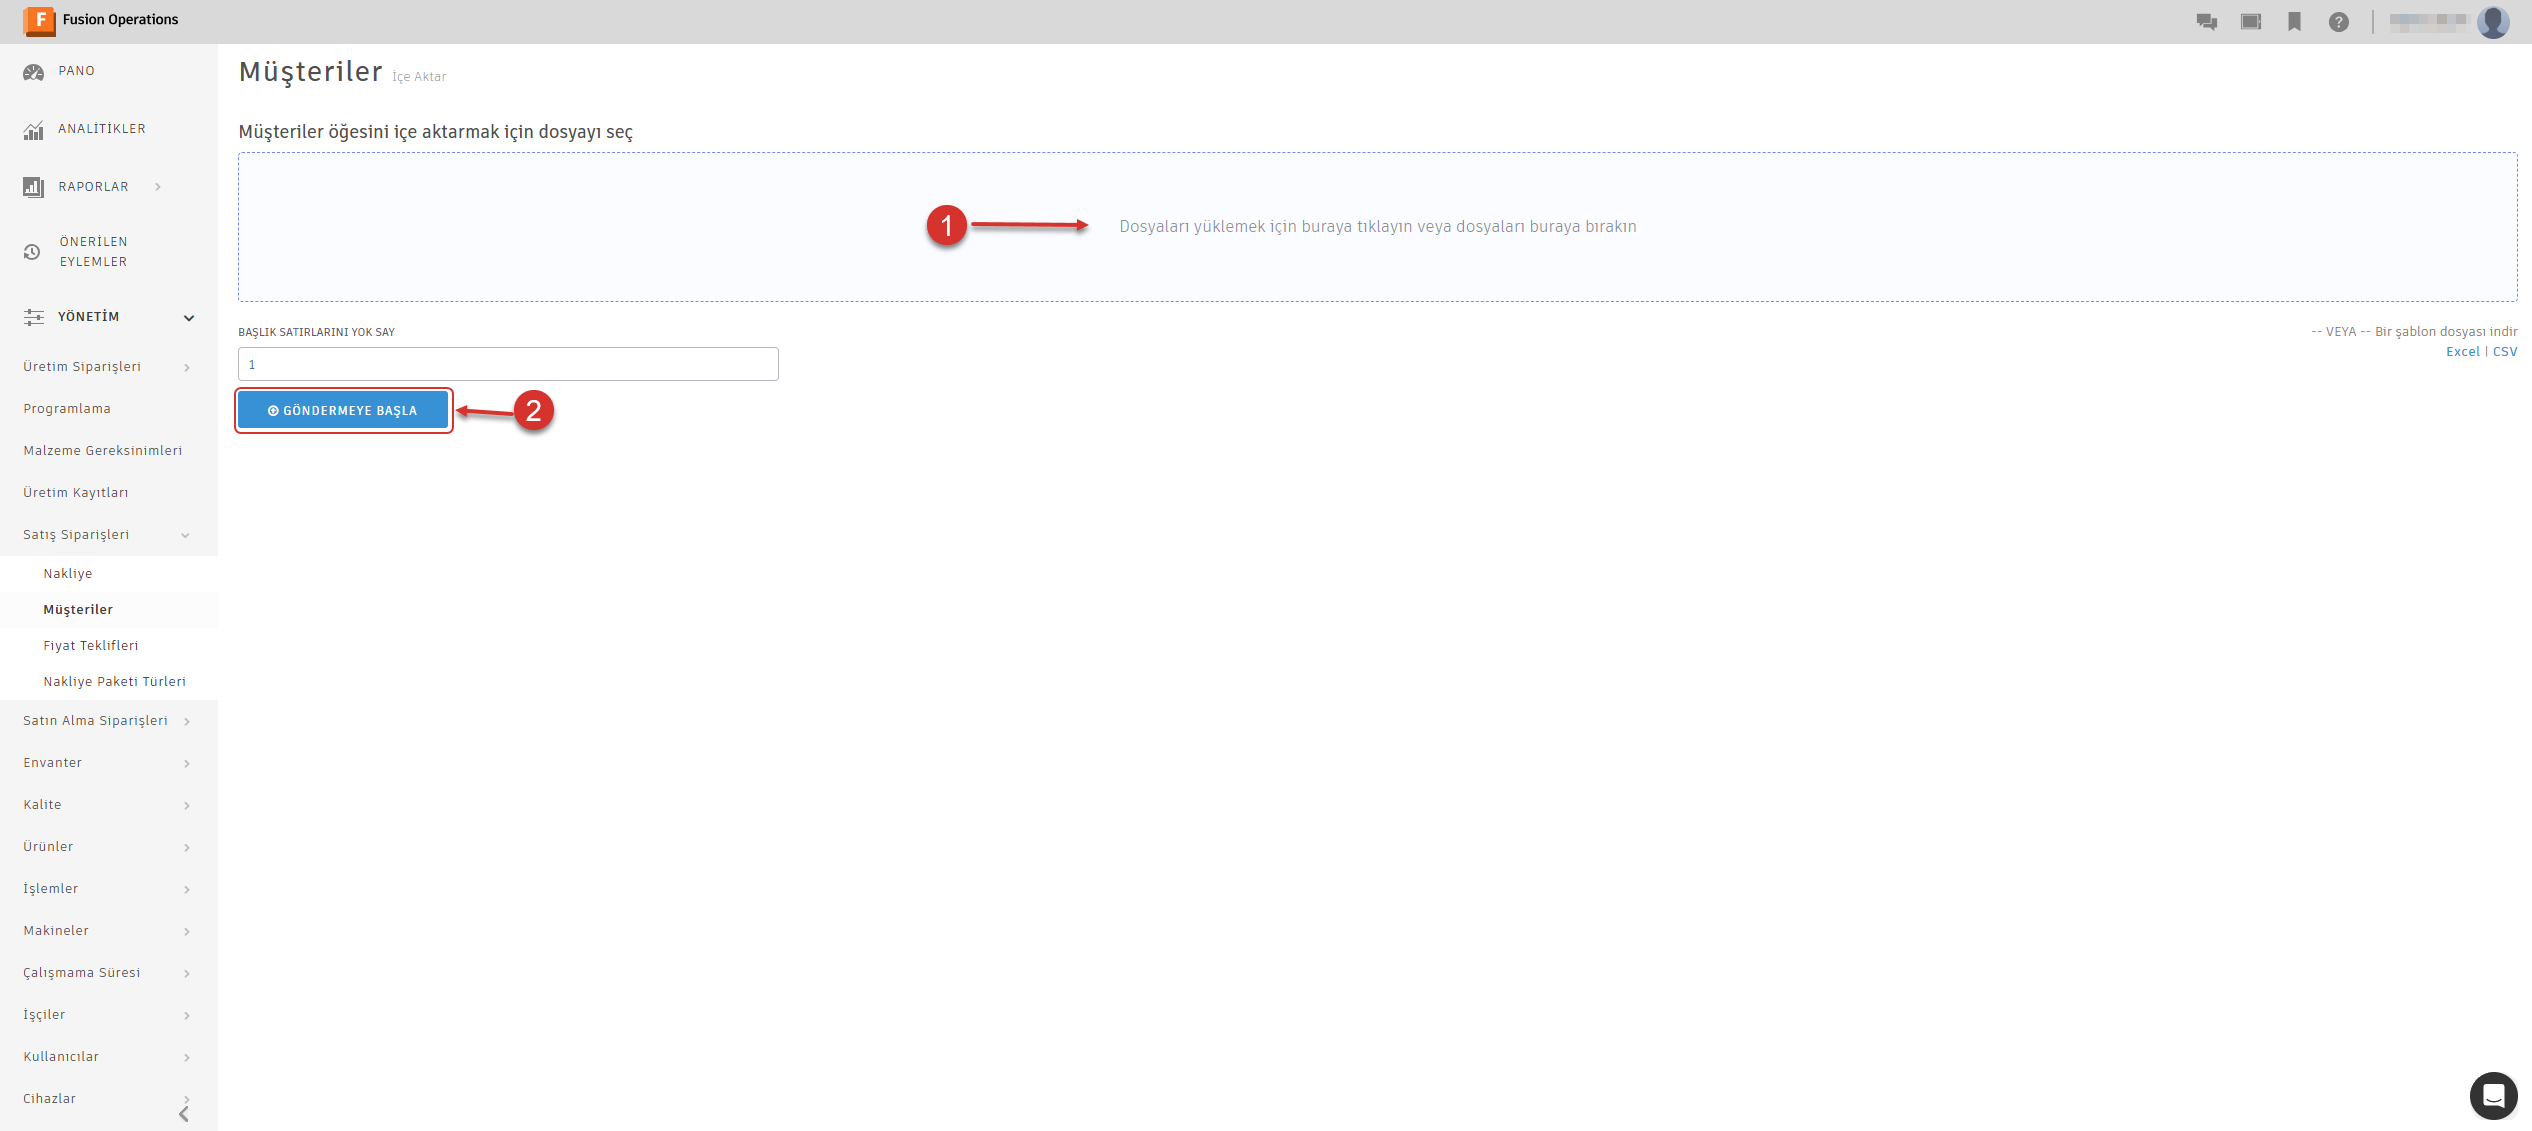 F Fusion Operations
PANO
ANALİTİKLER
RAPORLAR
ÖNERİLEN
EYLEMLER
YÖNETİM
Üretim Siparişleri
Programlama
Malzeme Gereksinimleri
Üretim Kayıtları
Satış Siparişleri
Nakliye
Müşteriler
Fiyat Teklifleri
Nakliye Paketi Türleri
Satın Alma Siparişleri
Envanter
Kalite
Ürünler
İşlemler
Makineler
Çalışmama Süresi
İşçiler
Kullanıcılar
Cihazlar
Müşteriler İçe Aktar
Müşteriler öğesini içe aktarmak için dosyayı seç
1 Dosyaları yüklemek için buraya tıklayın veya dosyaları buraya bırakın
BAŞLIK SATIRLARINI YOK SAY
1
GÖNDERMEYE BAŞLA 2
-- VEYA -- Bir şablon dosyası indir
Excel | CSV